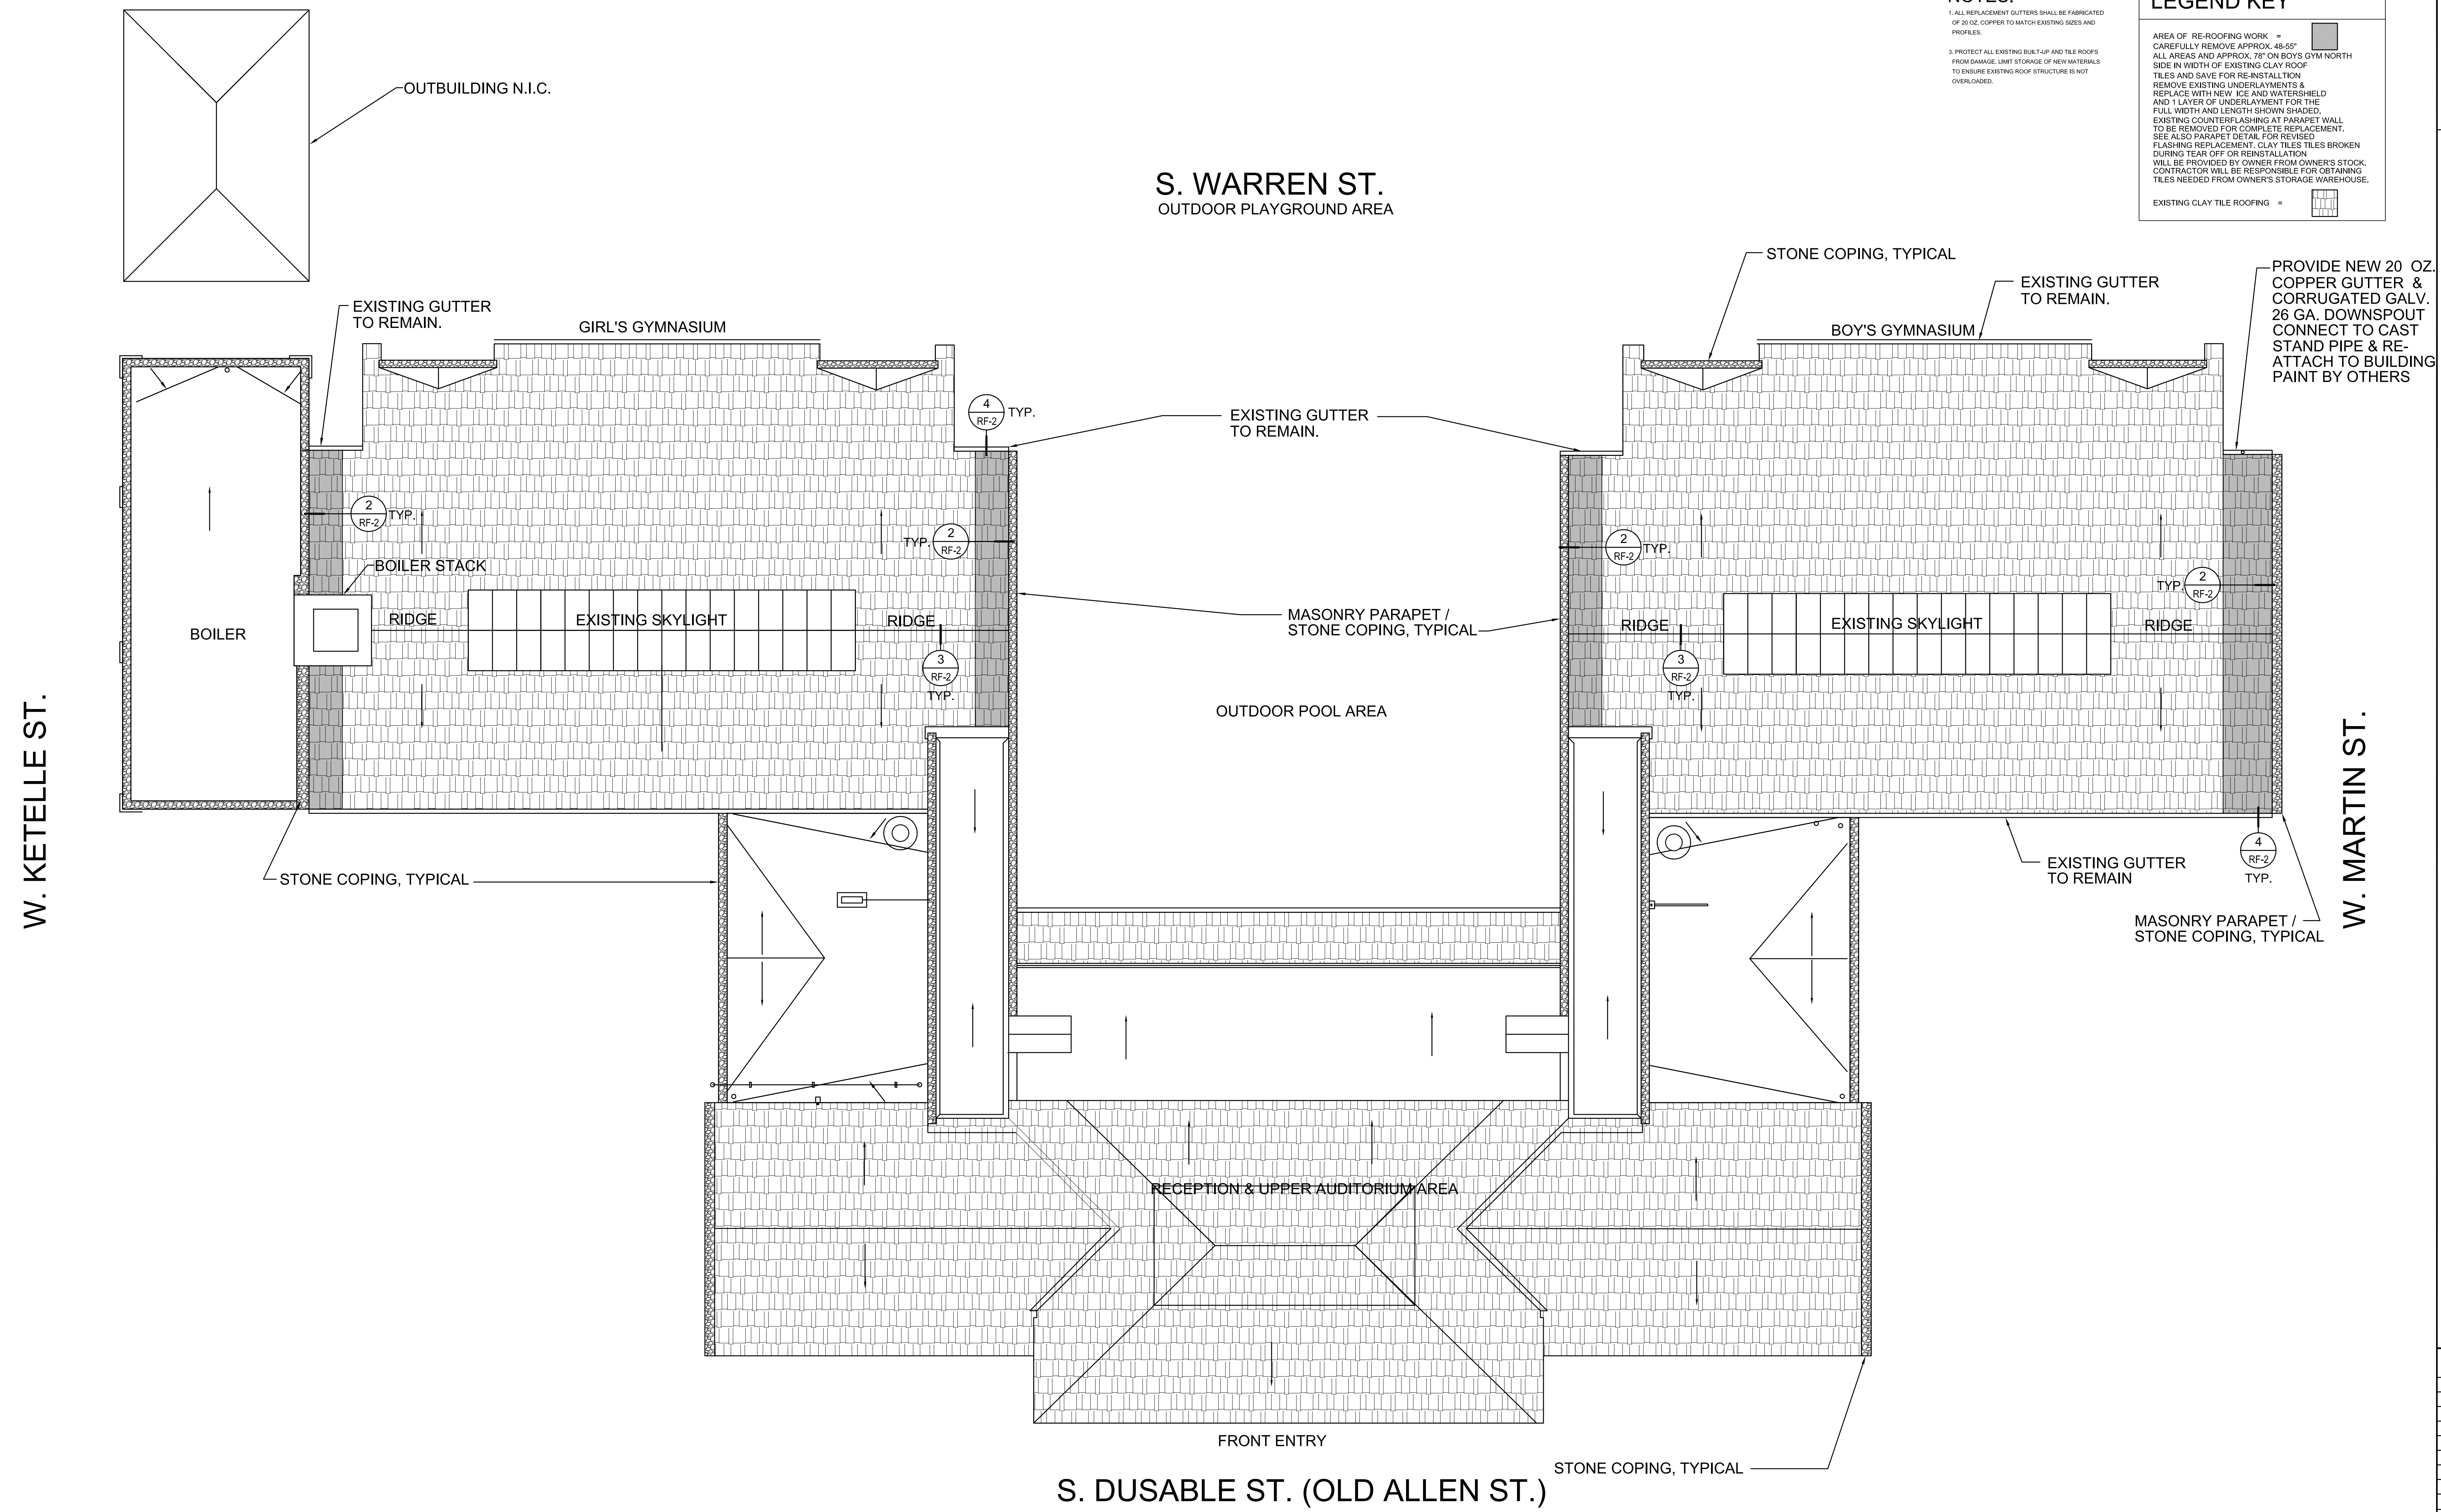 NOTES:
1. ALL REPLACEMENT GUTTERS SHALL BE FABRICATED
OF 20 OZ. COPPER TO MATCH EXISTING SIZES AND
PROFILES.
3. PROTECT ALL EXISTING BUILT-UP AND TILE ROOFS
FROM DAMAGE. LIMIT STORAGE OF NEW MATERIALS
TO ENSURE EXISTING ROOF STRUCTURE IS NOT
OVERLOADED.
LEGEND KEY
AREA OF RE-ROOFING WORK =
CAREFULLY REMOVE APPROX. 48-55"
ALL AREAS AND APPROX. 78" ON BOYS GYM NORTH
SIDE IN WIDTH OF EXISTING CLAY ROOF
TILES AND SAVE FOR RE-INSTALLTION
REMOVE EXISTING UNDERLAYMENTS &
REPLACE WITH NEW ICE AND WATERSHIELD
AND 1 LAYER OF UNDERLAYMENT FOR THE
FULL WIDTH AND LENGTH SHOWN SHADED.
EXISTING COUNTERFLASHING AT PARAPET WALL
TO BE REMOVED FOR COMPLETE REPLACEMENT.
SEE ALSO PARAPET DETAIL FOR REVISED
FLASHING REPLACEMENT. CLAY TILES TILES BROKEN
DURING TEAR OFF OR REINSTALLATION
WILL BE PROVIDED BY OWNER FROM OWNER'S STOCK.
CONTRACTOR WILL BE RESPONSIBLE FOR OBTAINING
TILES NEEDED FROM OWNER'S STORAGE WAREHOUSE.
EXISTING CLAY TILE ROOFING =
OUTBUILDING N.I.C.
S. WARREN ST.
OUTDOOR PLAYGROUND AREA
STONE COPING, TYPICAL
EXISTING GUTTER
TO REMAIN.
PROVIDE NEW 20 OZ.
COPPER GUTTER &
CORRUGATED GALV.
26 GA. DOWNSPOUT
CONNECT TO CAST
STAND PIPE & RE-
ATTACH TO BUILDING
PAINT BY OTHERS
EXISTING GUTTER
TO REMAIN.
GIRL'S GYMNASIUM
BOY'S GYMNASIUM
4
RF-2
TYP.
EXISTING GUTTER
TO REMAIN.
2
RF-2
TYP.
TYP.
2
RF-2
2
RF-2
TYP.
TYP.
2
RF-2
BOILER STACK
BOILER
RIDGE
EXISTING SKYLIGHT
RIDGE
3
RF-2
TYP.
MASONRY PARAPET /
STONE COPING, TYPICAL
RIDGE
EXISTING SKYLIGHT
RIDGE
3
RF-2
TYP.
OUTDOOR POOL AREA
W. KETELLE ST.
W. MARTIN ST.
STONE COPING, TYPICAL
EXISTING GUTTER
TO REMAIN
4
RF-2
TYP.
MASONRY PARAPET /
STONE COPING, TYPICAL
RECEPTION & UPPER AUDITORIUM AREA
FRONT ENTRY
STONE COPING, TYPICAL
S. DUSABLE ST. (OLD ALLEN ST.)